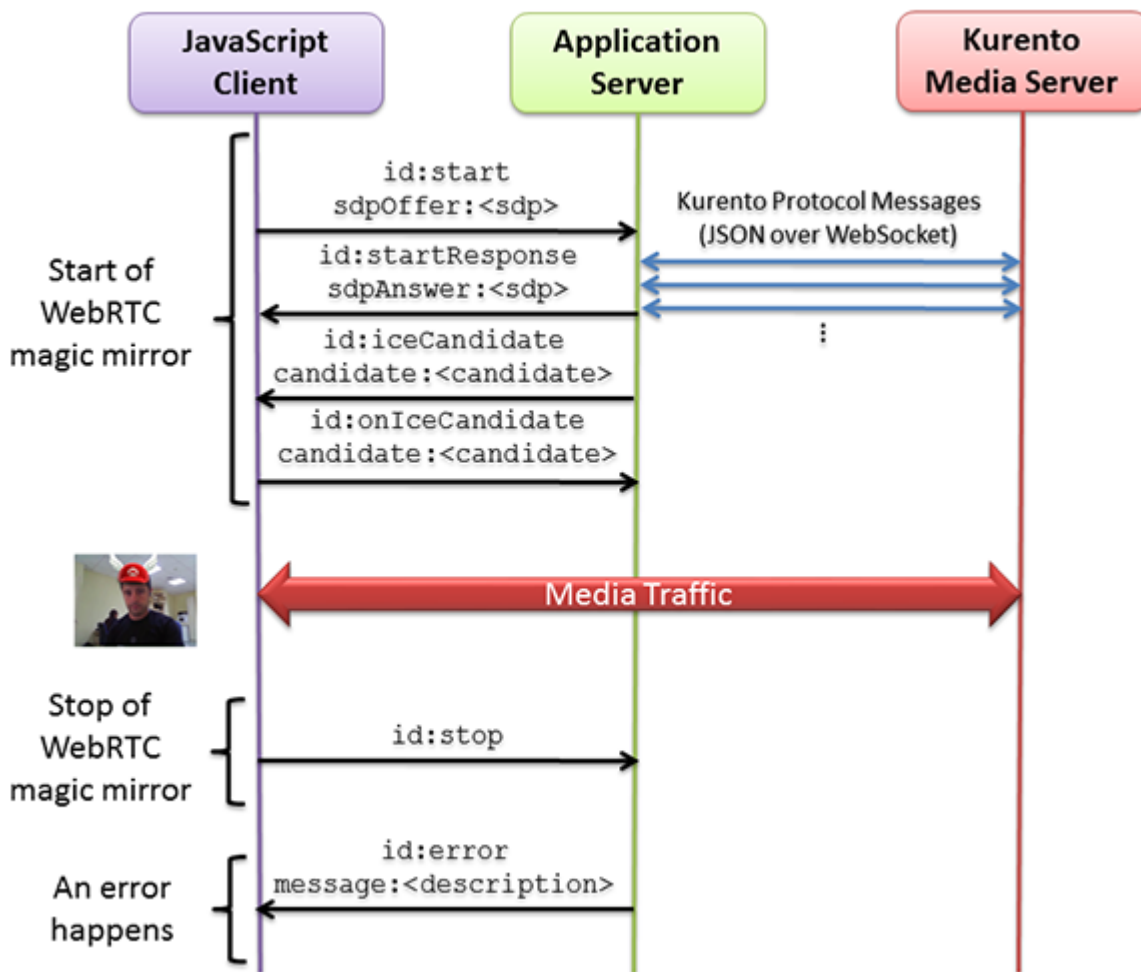 JavaScript
Client
Application
Server
Kurento
Media Server
Start of
WebRTC
magic mirror
id:start
sdpOffer:<sdp>
Kurento Protocol Messages
(JSON over WebSocket)
id:startResponse
sdpAnswer:<sdp>
id:iceCandidate
candidate:<candidate>
id:onIceCandidate
candidate:<candidate>
Media Traffic
Stop of
WebRTC
magic mirror
id:stop
An error
happens
id:error
message:<description>